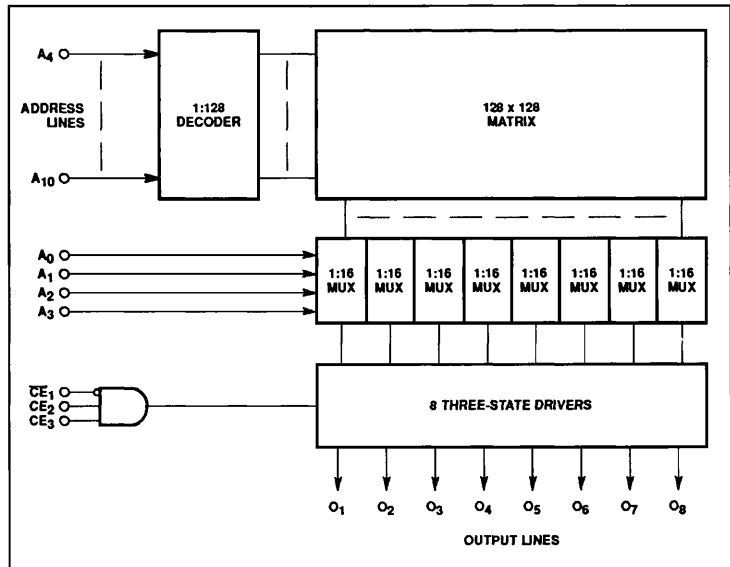 A4
ADDRESS
LINES
A10
1:128
DECODER
128 x 128
MATRIX
A0
A1
A2
A3
1:16
MUX
1:16
MUX
1:16
MUX
1:16
MUX
1:16
MUX
1:16
MUX
1:16
MUX
1:16
MUX
C̅E̅1
CE2
CE3
8 THREE-STATE DRIVERS
O1 O2 O3 O4 O5 O6 O7 O8
OUTPUT LINES